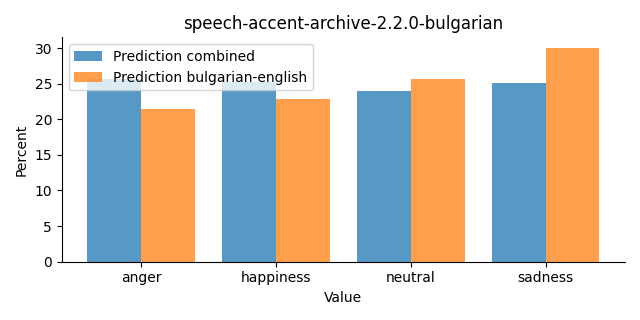 speech-accent-archive-2.2.0-bulgarian
Prediction combined
Prediction bulgarian-english
30
25
20
15
10
5
0
Percent
anger happiness neutral sadness
Value